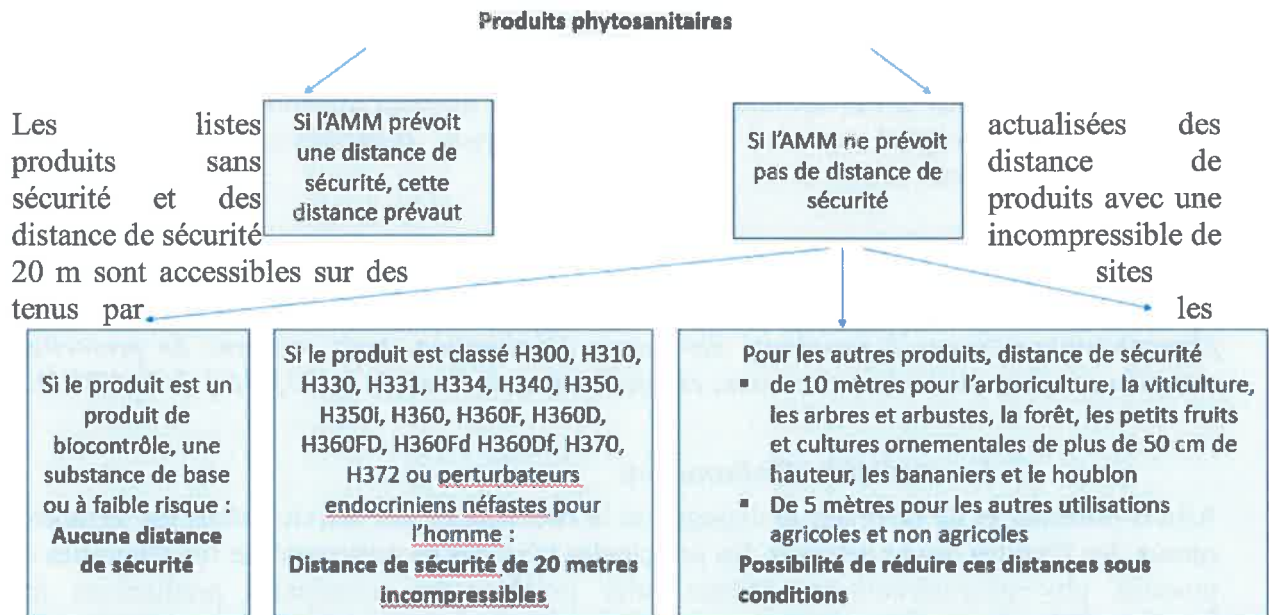 Produits phytosanitaires
Les listes
produits sans
sécurité et des
distance de sécurité
20 m sont accessibles sur des
tenus par
Si l'AMM prévoit
une distance de
sécurité, cette
distance prévaut
Si l'AMM ne prévoit
pas de distance de
sécurité
actualisées des
distance de
produits avec une
incompressible de
sites
les
Si le produit est un
produit de
biocontrôle, une
substance de base
ou à faible risque :
Aucune distance
de sécurité
Si le produit est classé H300, H310,
H330, H331, H334, H340, H350,
H350i, H360, H360F, H360D,
H360FD, H360Fd H360Df, H370,
H372 ou perturbateurs
endocriniens néfastes pour
l'homme :
Distance de sécurité de 20 metres
incompressibles
Pour les autres produits, distance de sécurité
▪ de 10 mètres pour l'arboriculture, la viticulture,
les arbres et arbustes, la forêt, les petits fruits
et cultures ornementales de plus de 50 cm de
hauteur, les bananiers et le houblon
▪ De 5 mètres pour les autres utilisations
agricoles et non agricoles
Possibilité de réduire ces distances sous
conditions